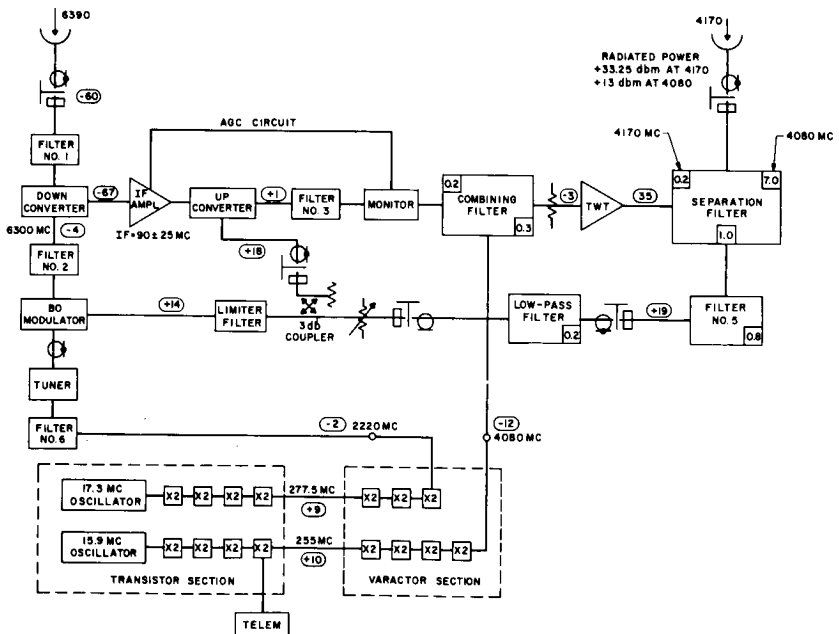 6390
4170
RADIATED POWER
+33.25 dbm AT 4170
+13 dbm AT 4080
-60
AGC CIRCUIT
4170 MC
4080 MC
FILTER
NO. 1
DOWN
CONVERTER
-67
IF
AMPL
IF=90±25 MC
UP
CONVERTER
+1
FILTER
NO. 3
MONITOR
0.2
COMBINING
FILTER
0.3
-3
TWT
35
0.2
7.0
SEPARATION
FILTER
1.0
6300 MC
-4
+18
FILTER
NO. 2
BO
MODULATOR
+14
LIMITER
FILTER
3db
COUPLER
LOW-PASS
FILTER
0.2
+19
FILTER
NO. 5
0.8
TUNER
FILTER
NO. 6
-2
2220 MC
-12
4080 MC
17.3 MC
OSCILLATOR
X2
X2
X2
X2
277.5 MC
+9
X2
X2
X2
15.9 MC
OSCILLATOR
X2
X2
X2
X2
255 MC
+10
X2
X2
X2
X2
TRANSISTOR SECTION
VARACTOR SECTION
TELEM